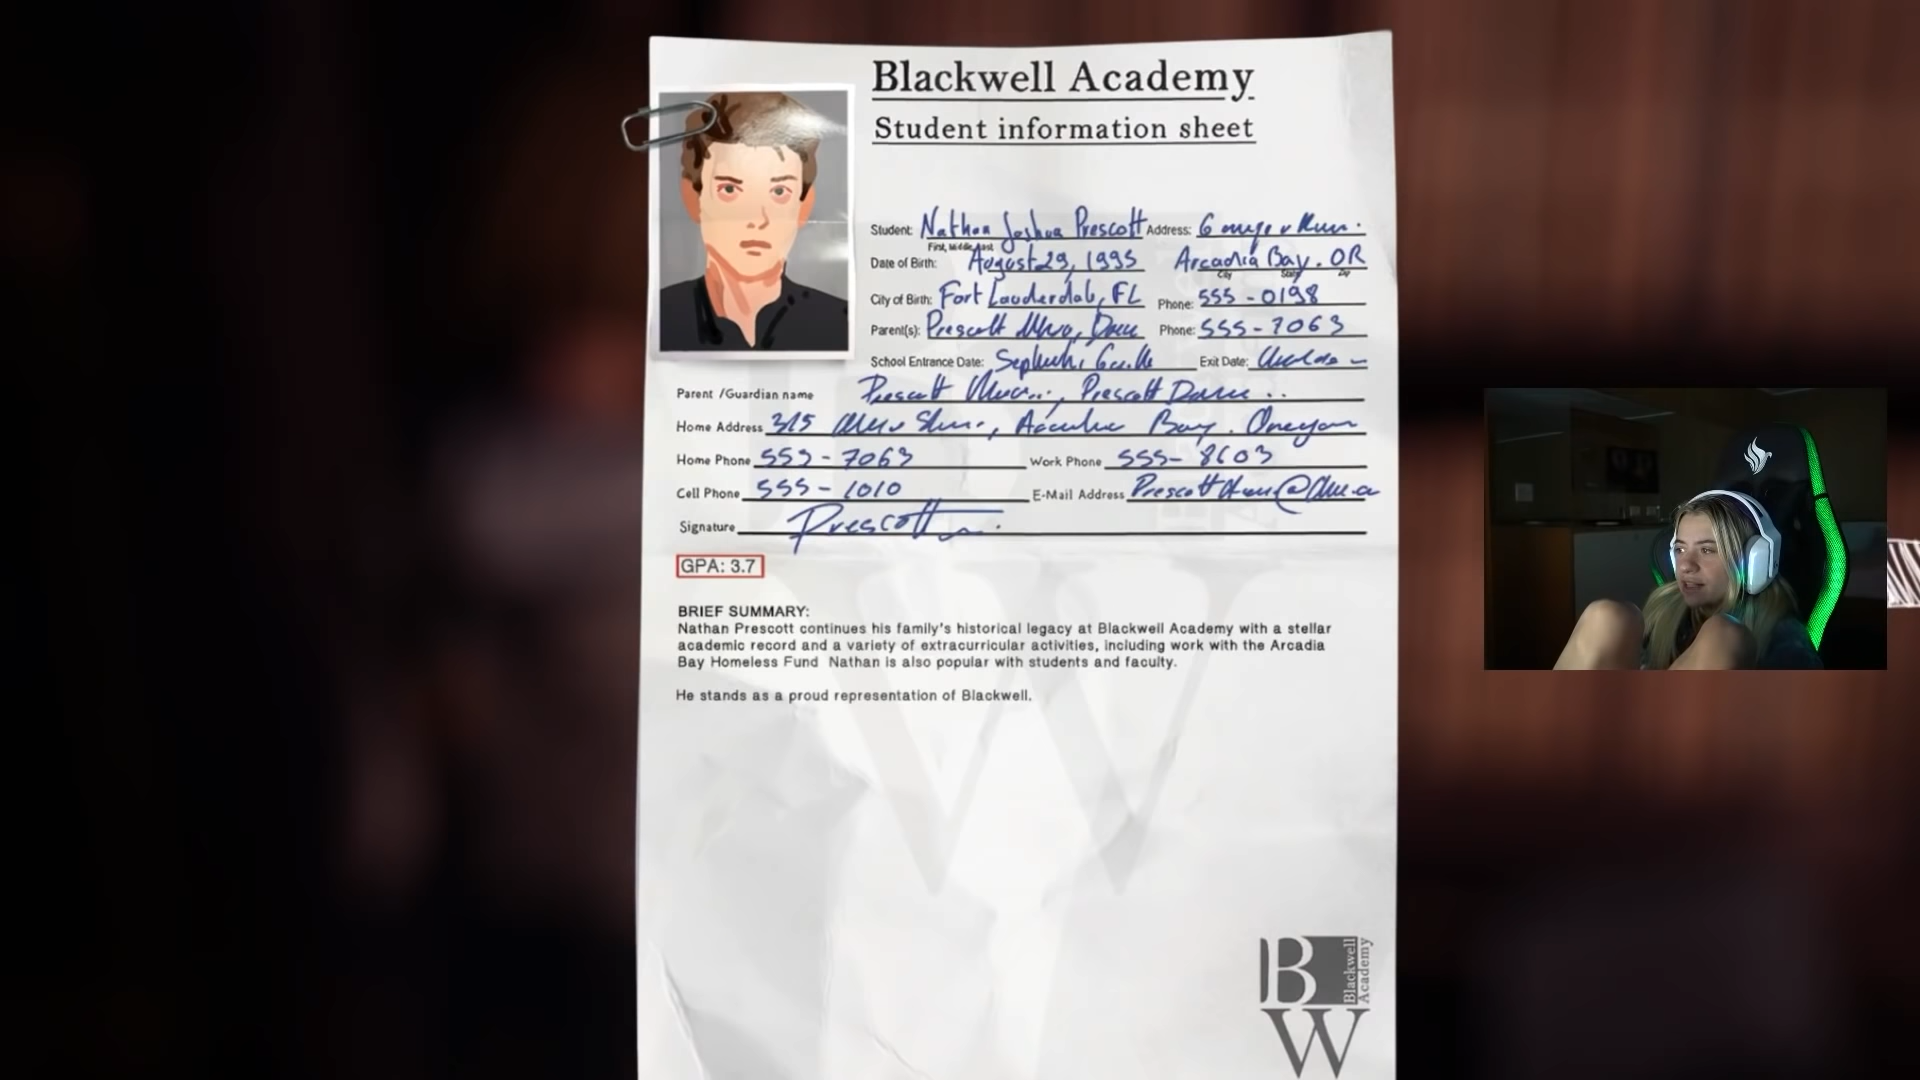 Blackwell Academy
Student information sheet
Student: Nathan Joshua Prescott Address:
First, Middle, Last
Date of Birth: August 29, 1995 Arcadia Bay. OR
City State Zip
City of Birth: Fort Lauderdale, FL Phone: 555-0198
Parent(s): Prescott Phone: 555-7063
School Entrance Date: Exit Date:
Parent /Guardian name Prescott Prescott
Home Address 315 Bay.
Home Phone 555-7063 Work Phone 555-
Cell Phone 555-1010 E-Mail Address
Signature Prescott
GPA: 3.7
BRIEF SUMMARY:
Nathan Prescott continues his family's historical legacy at Blackwell Academy with a stellar
academic record and a variety of extracurricular activities, including work with the Arcadia
Bay Homeless Fund Nathan is also popular with students and faculty.
He stands as a proud representation of Blackwell.
B
Blackwell
Academy
W